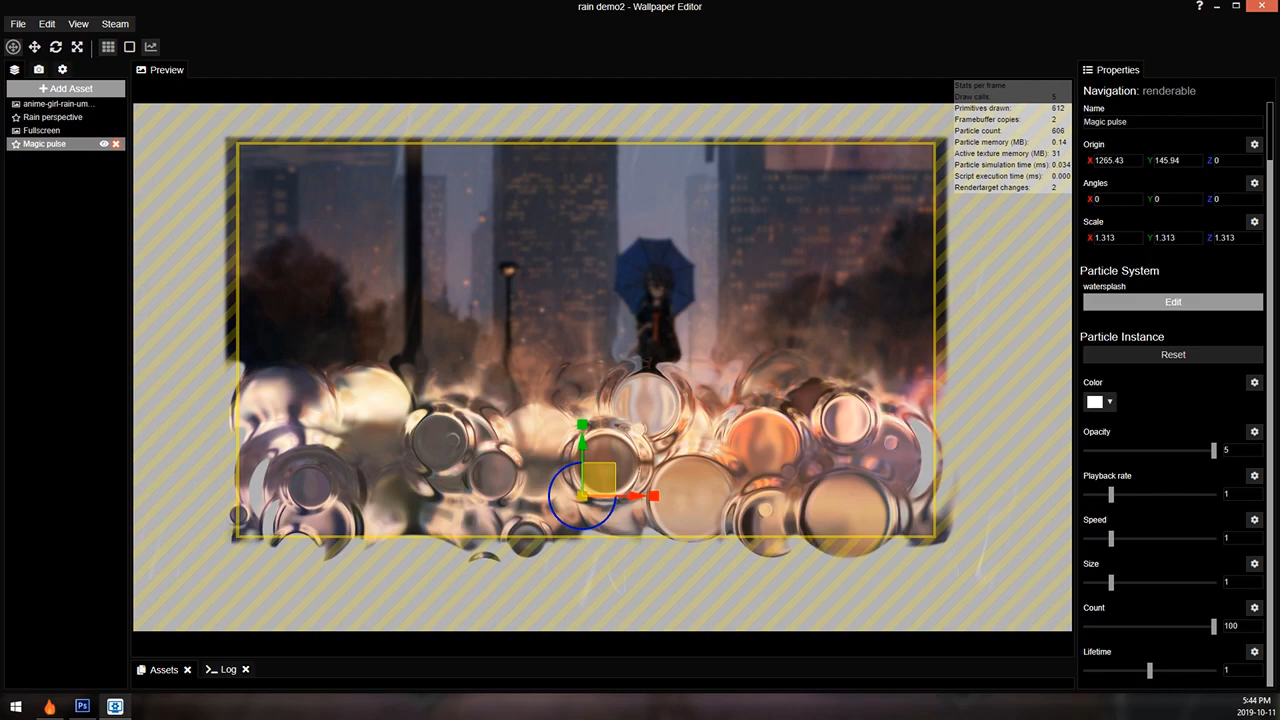 rain demo2 - Wallpaper Editor
File Edit View Steam
Preview
Properties
Add Asset
anime-girl-rain-um...
Rain perspective
Fullscreen
Magic pulse
Stats per frame
Draw calls: 5
Primitives drawn: 612
Framebuffer copies: 2
Particle count: 606
Particle memory (MB): 0.14
Active texture memory (MB): 31
Particle simulation time (ms): 0.034
Script execution time (ms): 0.000
Rendertarget changes: 2
Navigation: renderable
Name
Magic pulse
Origin
X 1265.43 Y 145.94 Z 0
Angles
X 0 Y 0 Z 0
Scale
X 1.313 Y 1.313 Z 1.313
Particle System
watersplash
Edit
Particle Instance
Reset
Color
Opacity
5
Playback rate
1
Speed
1
Size
1
Count
100
Lifetime
1
Assets Log
Ps
5:44 PM
2019-10-11